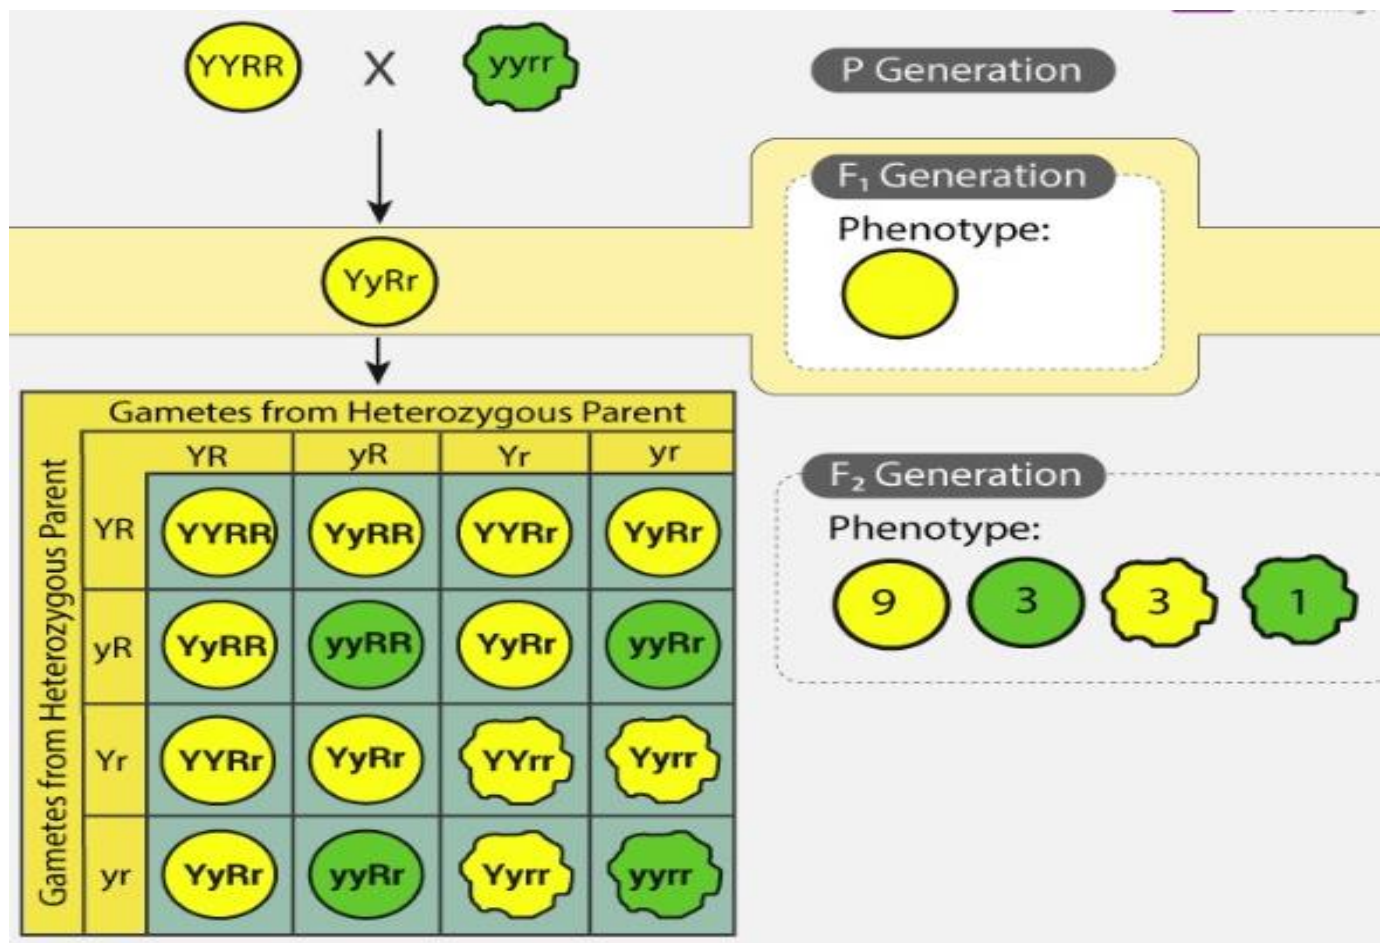 YYRR X yyrr
P Generation
F₁ Generation
Phenotype:
YyRr
Gametes from Heterozygous Parent
Gametes from Heterozygous Parent
YR yR Yr yr
YR YYRR YyRR YYRr YyRr
yR YyRR yyRR YyRr yyRr
Yr YYRr YyRr YYrr Yyrr
yr YyRr yyRr Yyrr yyrr
F₂ Generation
Phenotype:
9 3 3 1